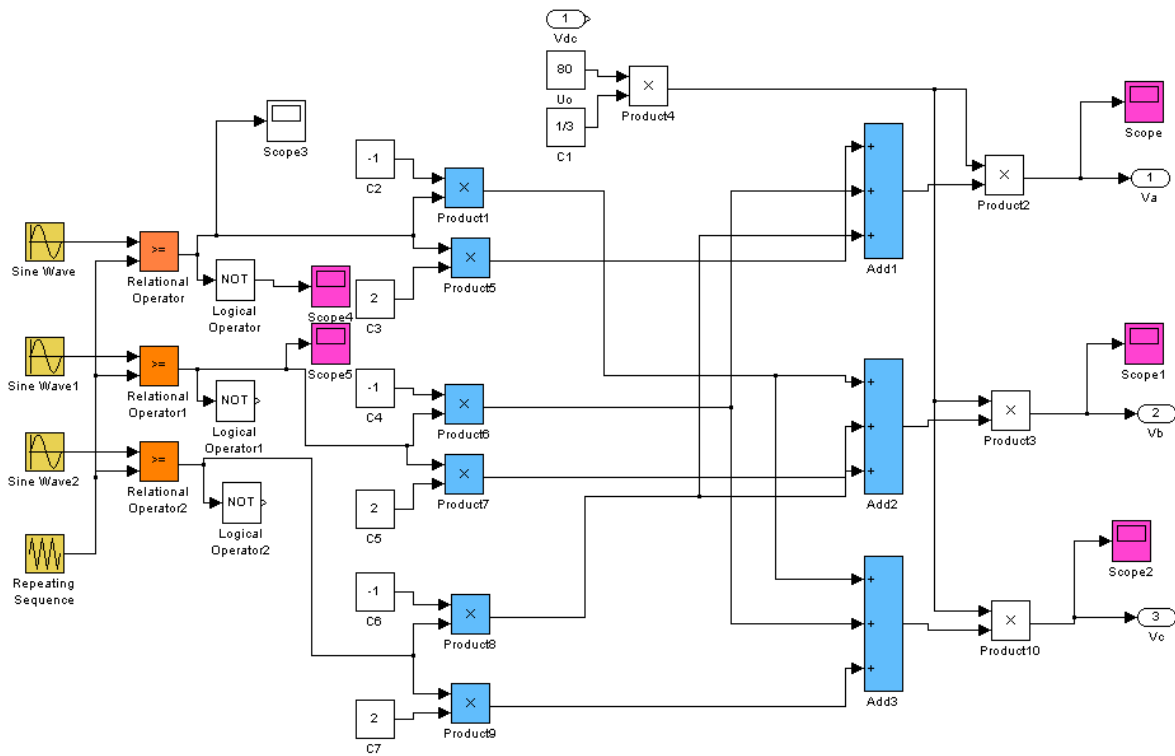 1
Vdc
80
Uo
×
Product4
1/3
C1
Scope
Scope3
-1
C2
×
Product1
+
+
+
Add1
×
Product2
1
Va
Sine Wave
>=
Relational
Operator
NOT
Logical
Operator
Scope4
×
Product5
2
C3
Scope5
Sine Wave1
>=
Relational
Operator1
NOT
Logical
Operator1
-1
C4
×
Product6
+
+
+
Add2
Scope1
×
Product3
2
Vb
Sine Wave2
>=
Relational
Operator2
NOT
Logical
Operator2
×
Product7
2
C5
Repeating
Sequence
-1
C6
×
Product8
+
+
+
Add3
Scope2
×
Product10
3
Vc
2
C7
×
Product9